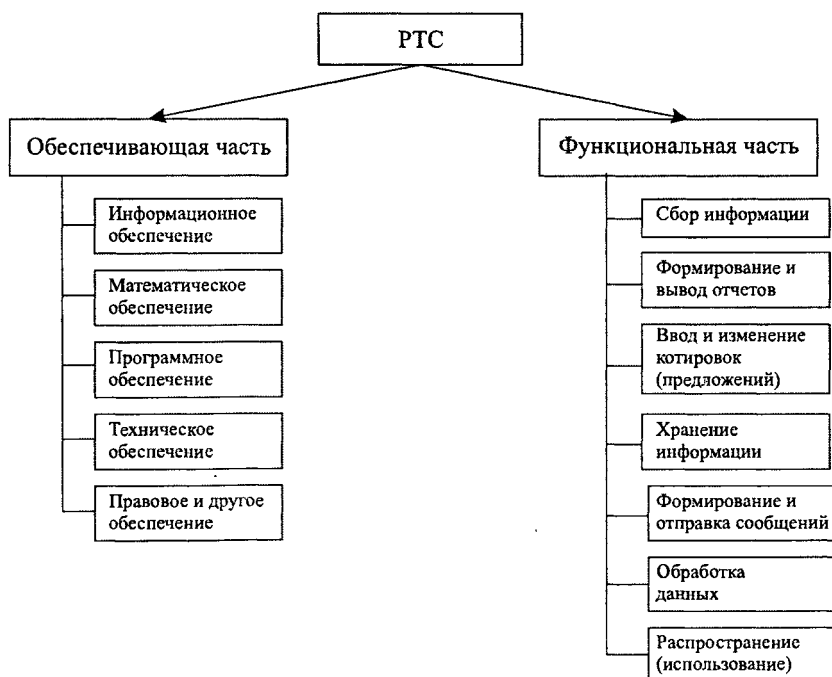 РТС
Обеспечивающая часть
Информационное
обеспечение
Математическое
обеспечение
Программное
обеспечение
Техническое
обеспечение
Правовое и другое
обеспечение
Функциональная часть
Сбор информации
Формирование и
вывод отчетов
Ввод и изменение
котировок
(предложений)
Хранение
информации
Формирование и
отправка сообщений
Обработка
данных
Распространение
(использование)